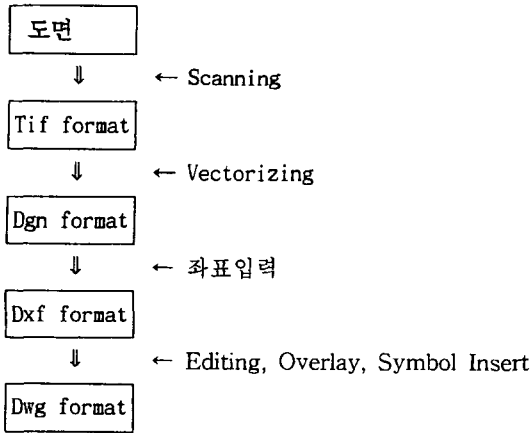 도면
⇓ ← Scanning
Tif format
⇓ ← Vectorizing
Dgn format
⇓ ← 좌표입력
Dxf format
⇓ ← Editing, Overlay, Symbol Insert
Dwg format